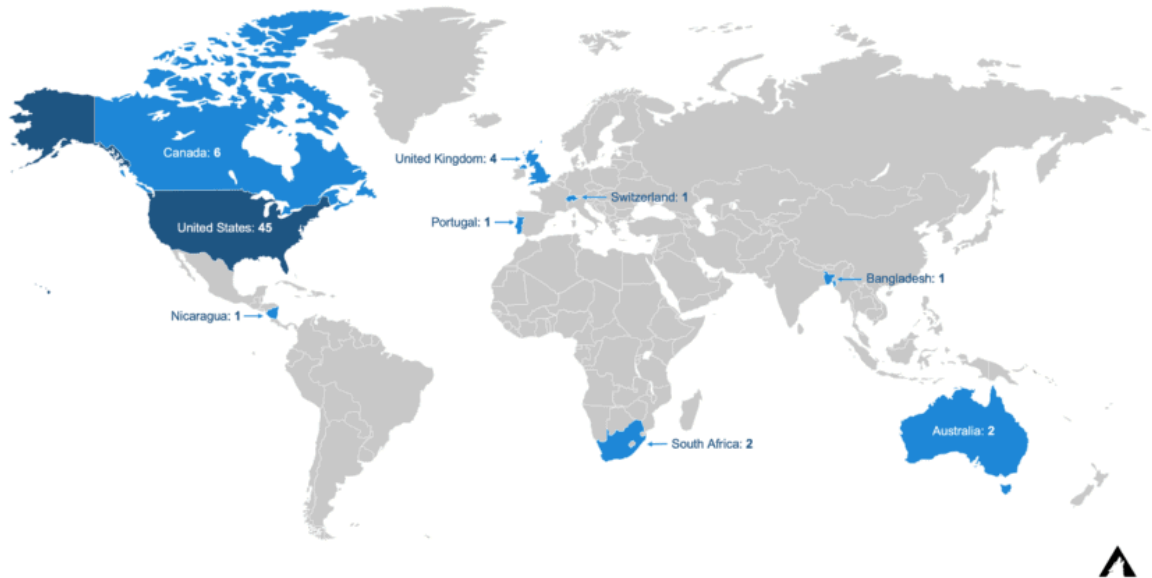 Canada: 6
United Kingdom: 4
Switzerland: 1
Portugal: 1
United States: 45
Bangladesh: 1
Nicaragua: 1
Australia: 2
South Africa: 2